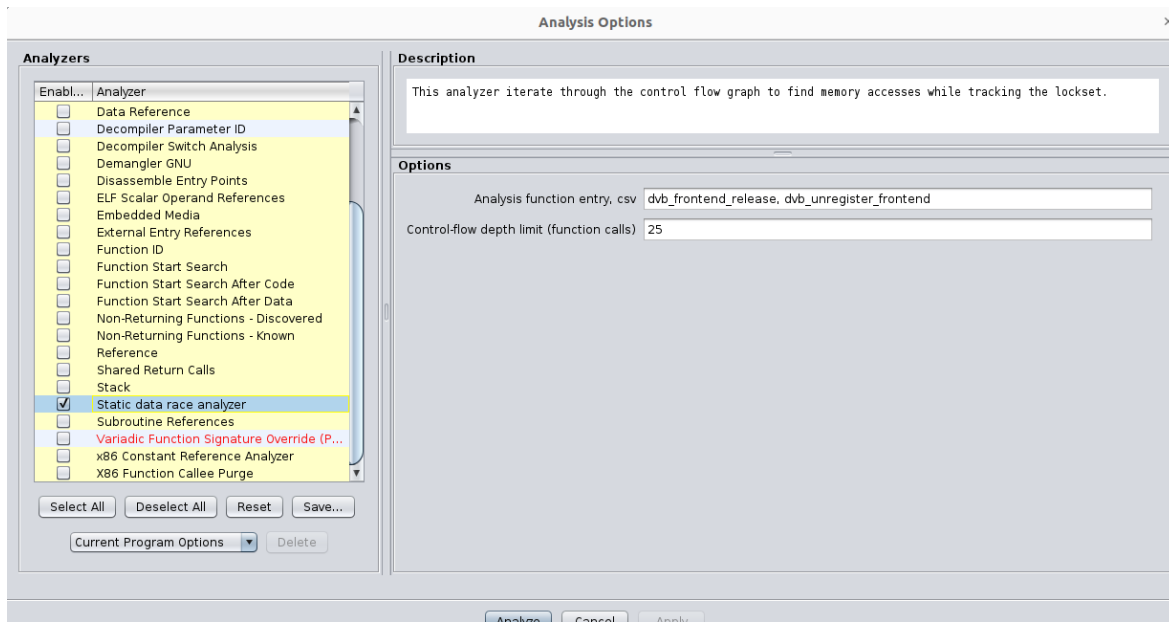 Analysis Options
Analyzers
Enabl... Analyzer
Data Reference
Decompiler Parameter ID
Decompiler Switch Analysis
Demangler GNU
Disassemble Entry Points
ELF Scalar Operand References
Embedded Media
External Entry References
Function ID
Function Start Search
Function Start Search After Code
Function Start Search After Data
Non-Returning Functions - Discovered
Non-Returning Functions - Known
Reference
Shared Return Calls
Stack
Static data race analyzer
Subroutine References
Variadic Function Signature Override (P...
x86 Constant Reference Analyzer
X86 Function Callee Purge
Select All Deselect All Reset Save...
Current Program Options Delete
Description
This analyzer iterate through the control flow graph to find memory accesses while tracking the lockset.
Options
Analysis function entry, csv dvb_frontend_release, dvb_unregister_frontend
Control-flow depth limit (function calls) 25
Analyze Cancel Apply